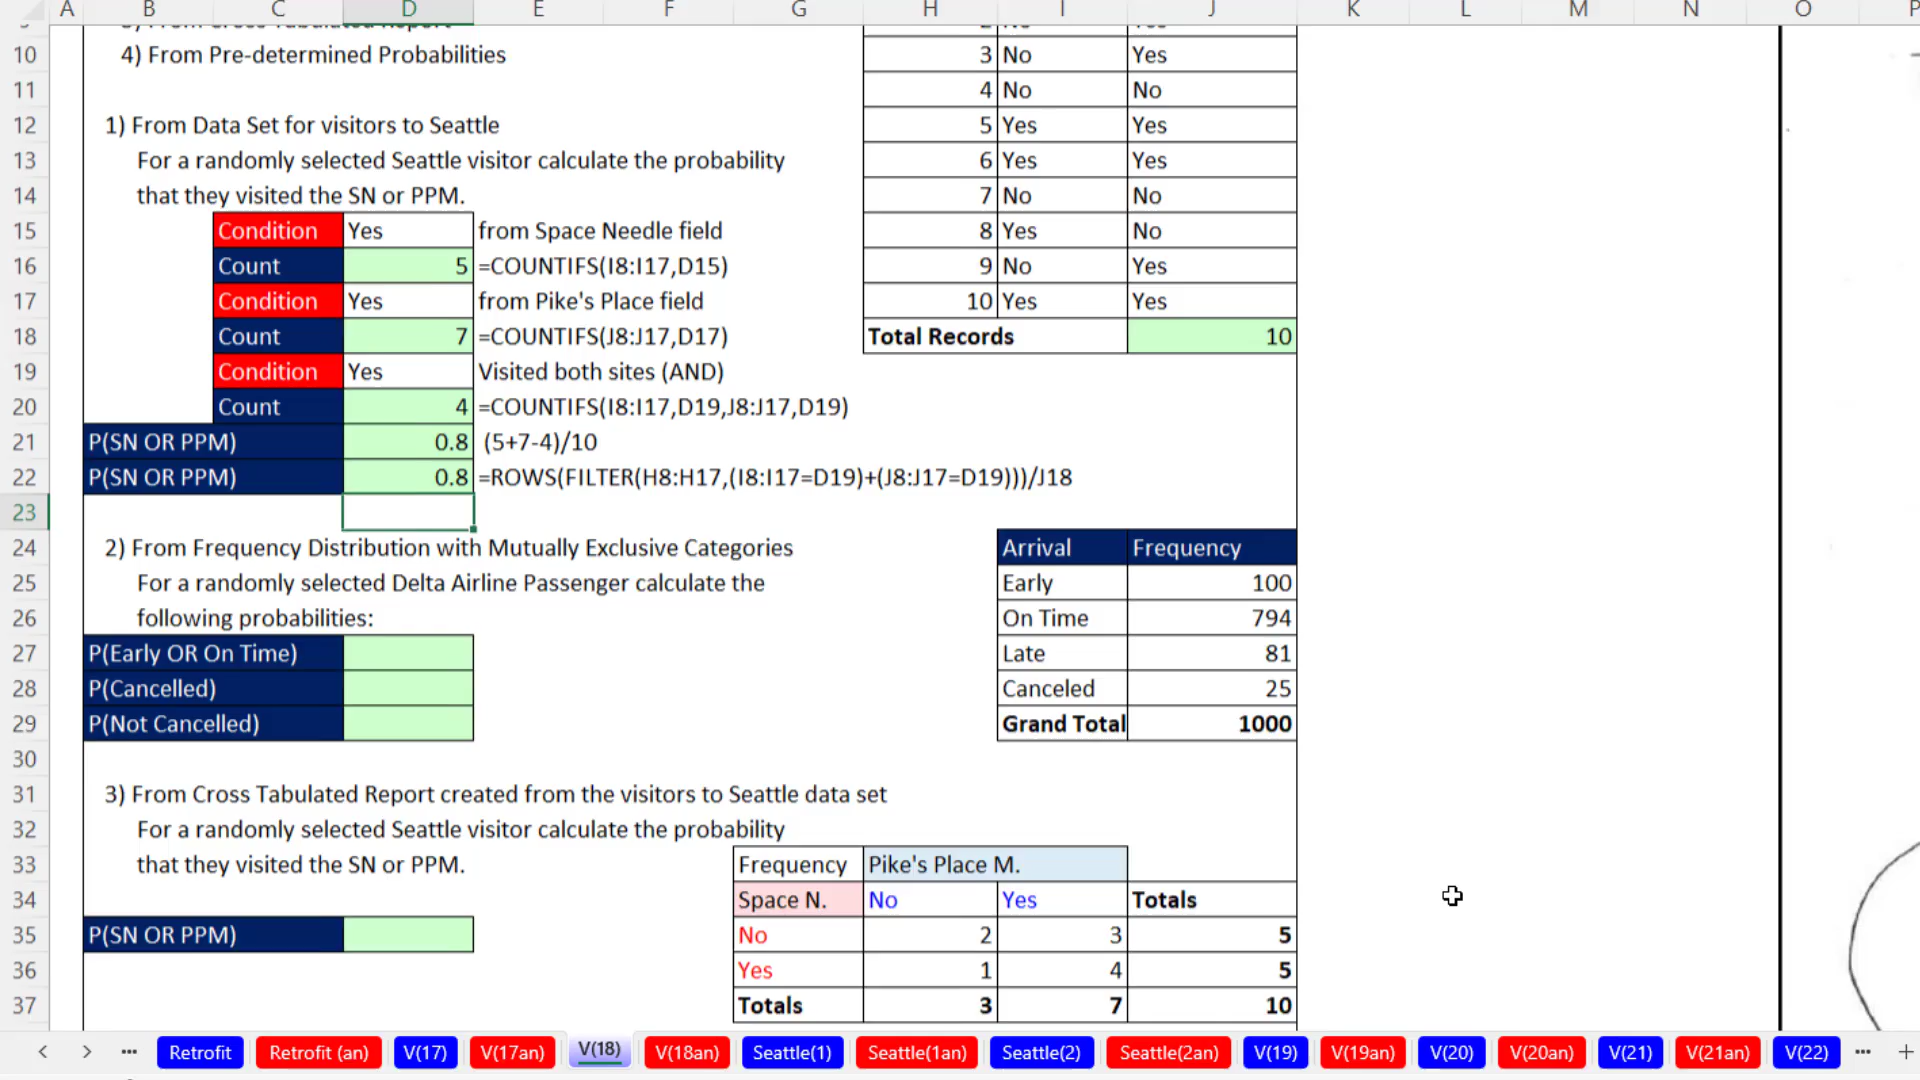 A B C D E F G H I J K L M N O P
10 4) From Pre-determined Probabilities 3 No Yes
11 4 No No
12 1) From Data Set for visitors to Seattle 5 Yes Yes
13 For a randomly selected Seattle visitor calculate the probability 6 Yes Yes
14 that they visited the SN or PPM. 7 No No
15 Condition Yes from Space Needle field 8 Yes No
16 Count 5 =COUNTIFS(I8:I17,D15) 9 No Yes
17 Condition Yes from Pike's Place field 10 Yes Yes
18 Count 7 =COUNTIFS(J8:J17,D17) Total Records 10
19 Condition Yes Visited both sites (AND)
20 Count 4 =COUNTIFS(I8:I17,D19,J8:J17,D19)
21 P(SN OR PPM) 0.8 (5+7-4)/10
22 P(SN OR PPM) 0.8 =ROWS(FILTER(H8:H17,(I8:I17=D19)+(J8:J17=D19)))/J18
23
24 2) From Frequency Distribution with Mutually Exclusive Categories Arrival Frequency
25 For a randomly selected Delta Airline Passenger calculate the Early 100
26 following probabilities: On Time 794
27 P(Early OR On Time) Late 81
28 P(Cancelled) Canceled 25
29 P(Not Cancelled) Grand Total 1000
30
31 3) From Cross Tabulated Report created from the visitors to Seattle data set
32 For a randomly selected Seattle visitor calculate the probability
33 that they visited the SN or PPM. Frequency Pike's Place M.
34 Space N. No Yes Totals
35 P(SN OR PPM) No 2 3 5
36 Yes 1 4 5
37 Totals 3 7 10
Retrofit Retrofit (an) V(17) V(17an) V(18) V(18an) Seattle(1) Seattle(1an) Seattle(2) Seattle(2an) V(19) V(19an) V(20) V(20an) V(21) V(21an) V(22)